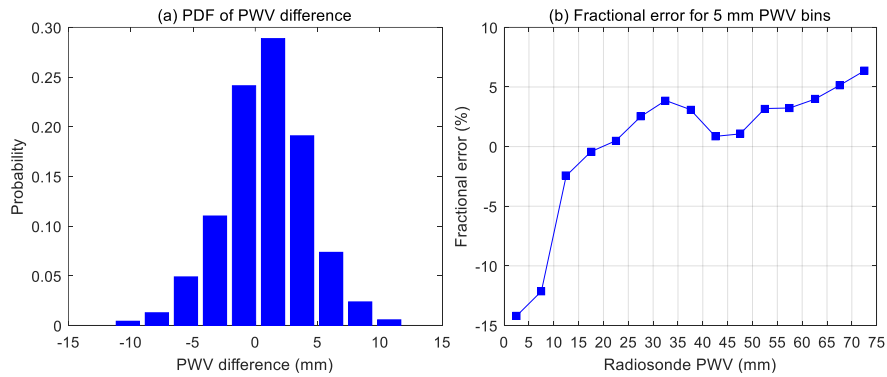 (a) PDF of PWV difference
0.30
0.25
0.20
0.15
0.10
0.05
0
-15 -10 -5 0 5 10 15
Probability
PWV difference (mm)
(b) Fractional error for 5 mm PWV bins
10
5
0
-5
-10
-15
0 5 10 15 20 25 30 35 40 45 50 55 60 65 70 75
Fractional error (%)
Radiosonde PWV (mm)